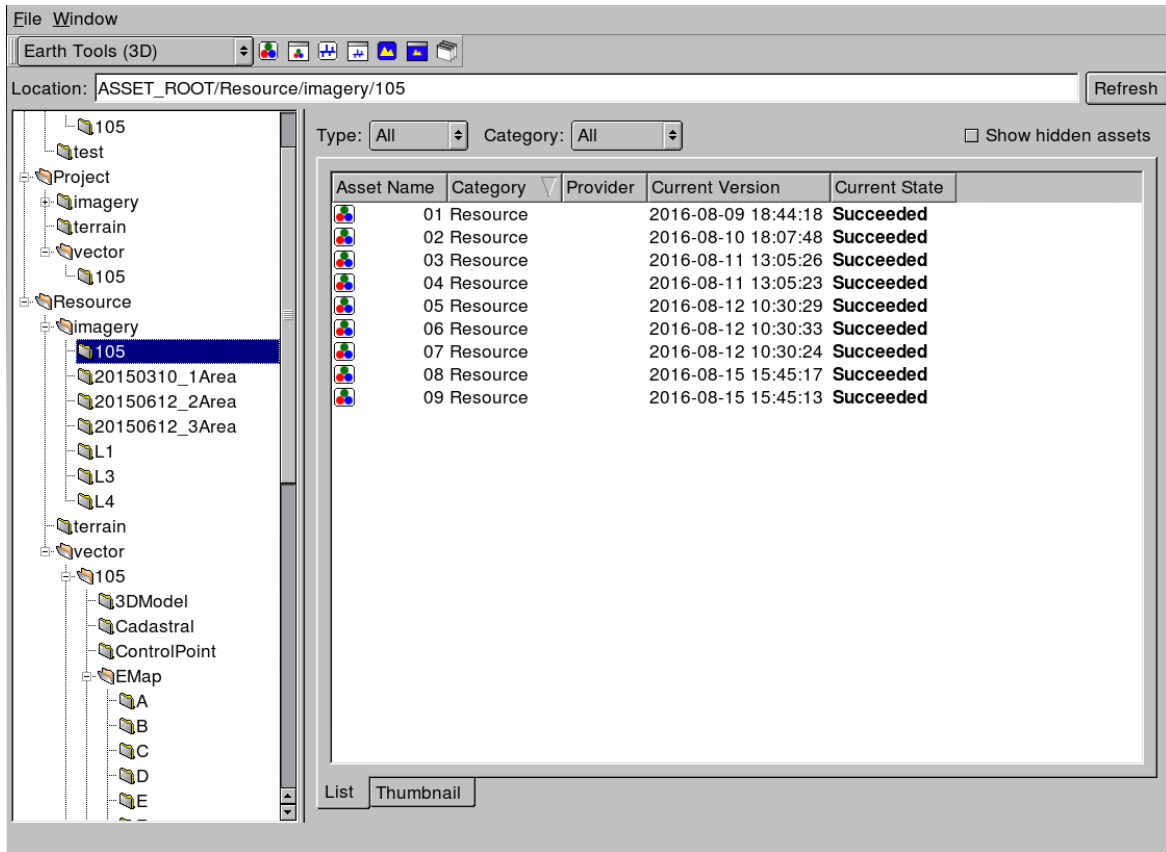 File Window
Earth Tools (3D)
Location: ASSET_ROOT/Resource/imagery/105 Refresh
105
test
Project
imagery
terrain
vector
105
Resource
imagery
105
20150310_1Area
20150612_2Area
20150612_3Area
L1
L3
L4
terrain
vector
105
3DModel
Cadastral
ControlPoint
EMap
A
B
C
D
E
Type: All Category: All Show hidden assets
Asset Name Category Provider Current Version Current State
01 Resource 2016-08-09 18:44:18 Succeeded
02 Resource 2016-08-10 18:07:48 Succeeded
03 Resource 2016-08-11 13:05:26 Succeeded
04 Resource 2016-08-11 13:05:23 Succeeded
05 Resource 2016-08-12 10:30:29 Succeeded
06 Resource 2016-08-12 10:30:33 Succeeded
07 Resource 2016-08-12 10:30:24 Succeeded
08 Resource 2016-08-15 15:45:17 Succeeded
09 Resource 2016-08-15 15:45:13 Succeeded
List Thumbnail